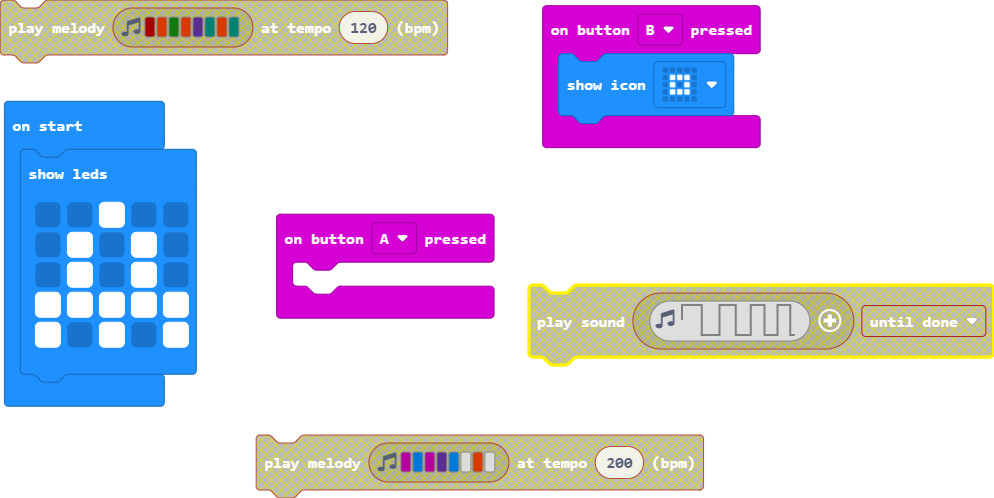 play melody at tempo 120 (bpm)
on button B pressed
show icon
on start
show leds
on button A pressed
play sound until done
play melody at tempo 200 (bpm)